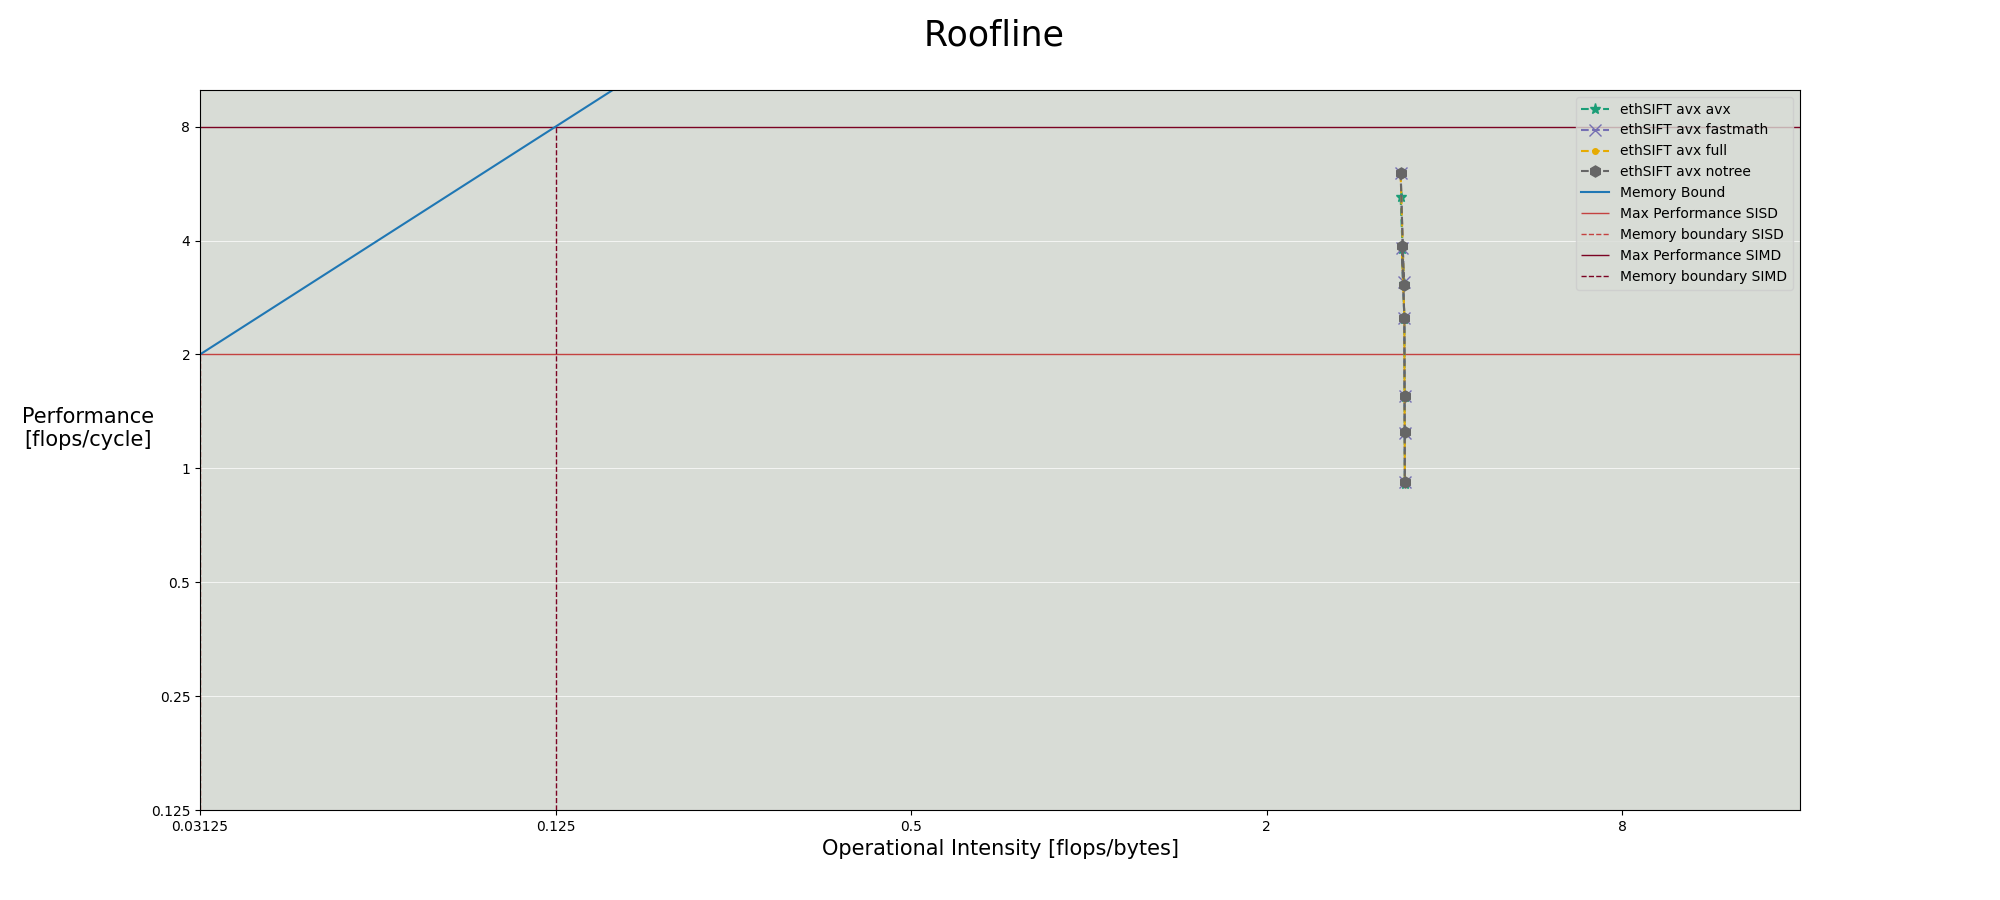 Roofline
ethSIFT avx avx
ethSIFT avx fastmath
ethSIFT avx full
ethSIFT avx notree
Memory Bound
Max Performance SISD
Memory boundary SISD
Max Performance SIMD
Memory boundary SIMD
8
4
2
1
0.5
0.25
0.125
Performance
[flops/cycle]
0.03125
0.125
0.5
2
8
Operational Intensity [flops/bytes]